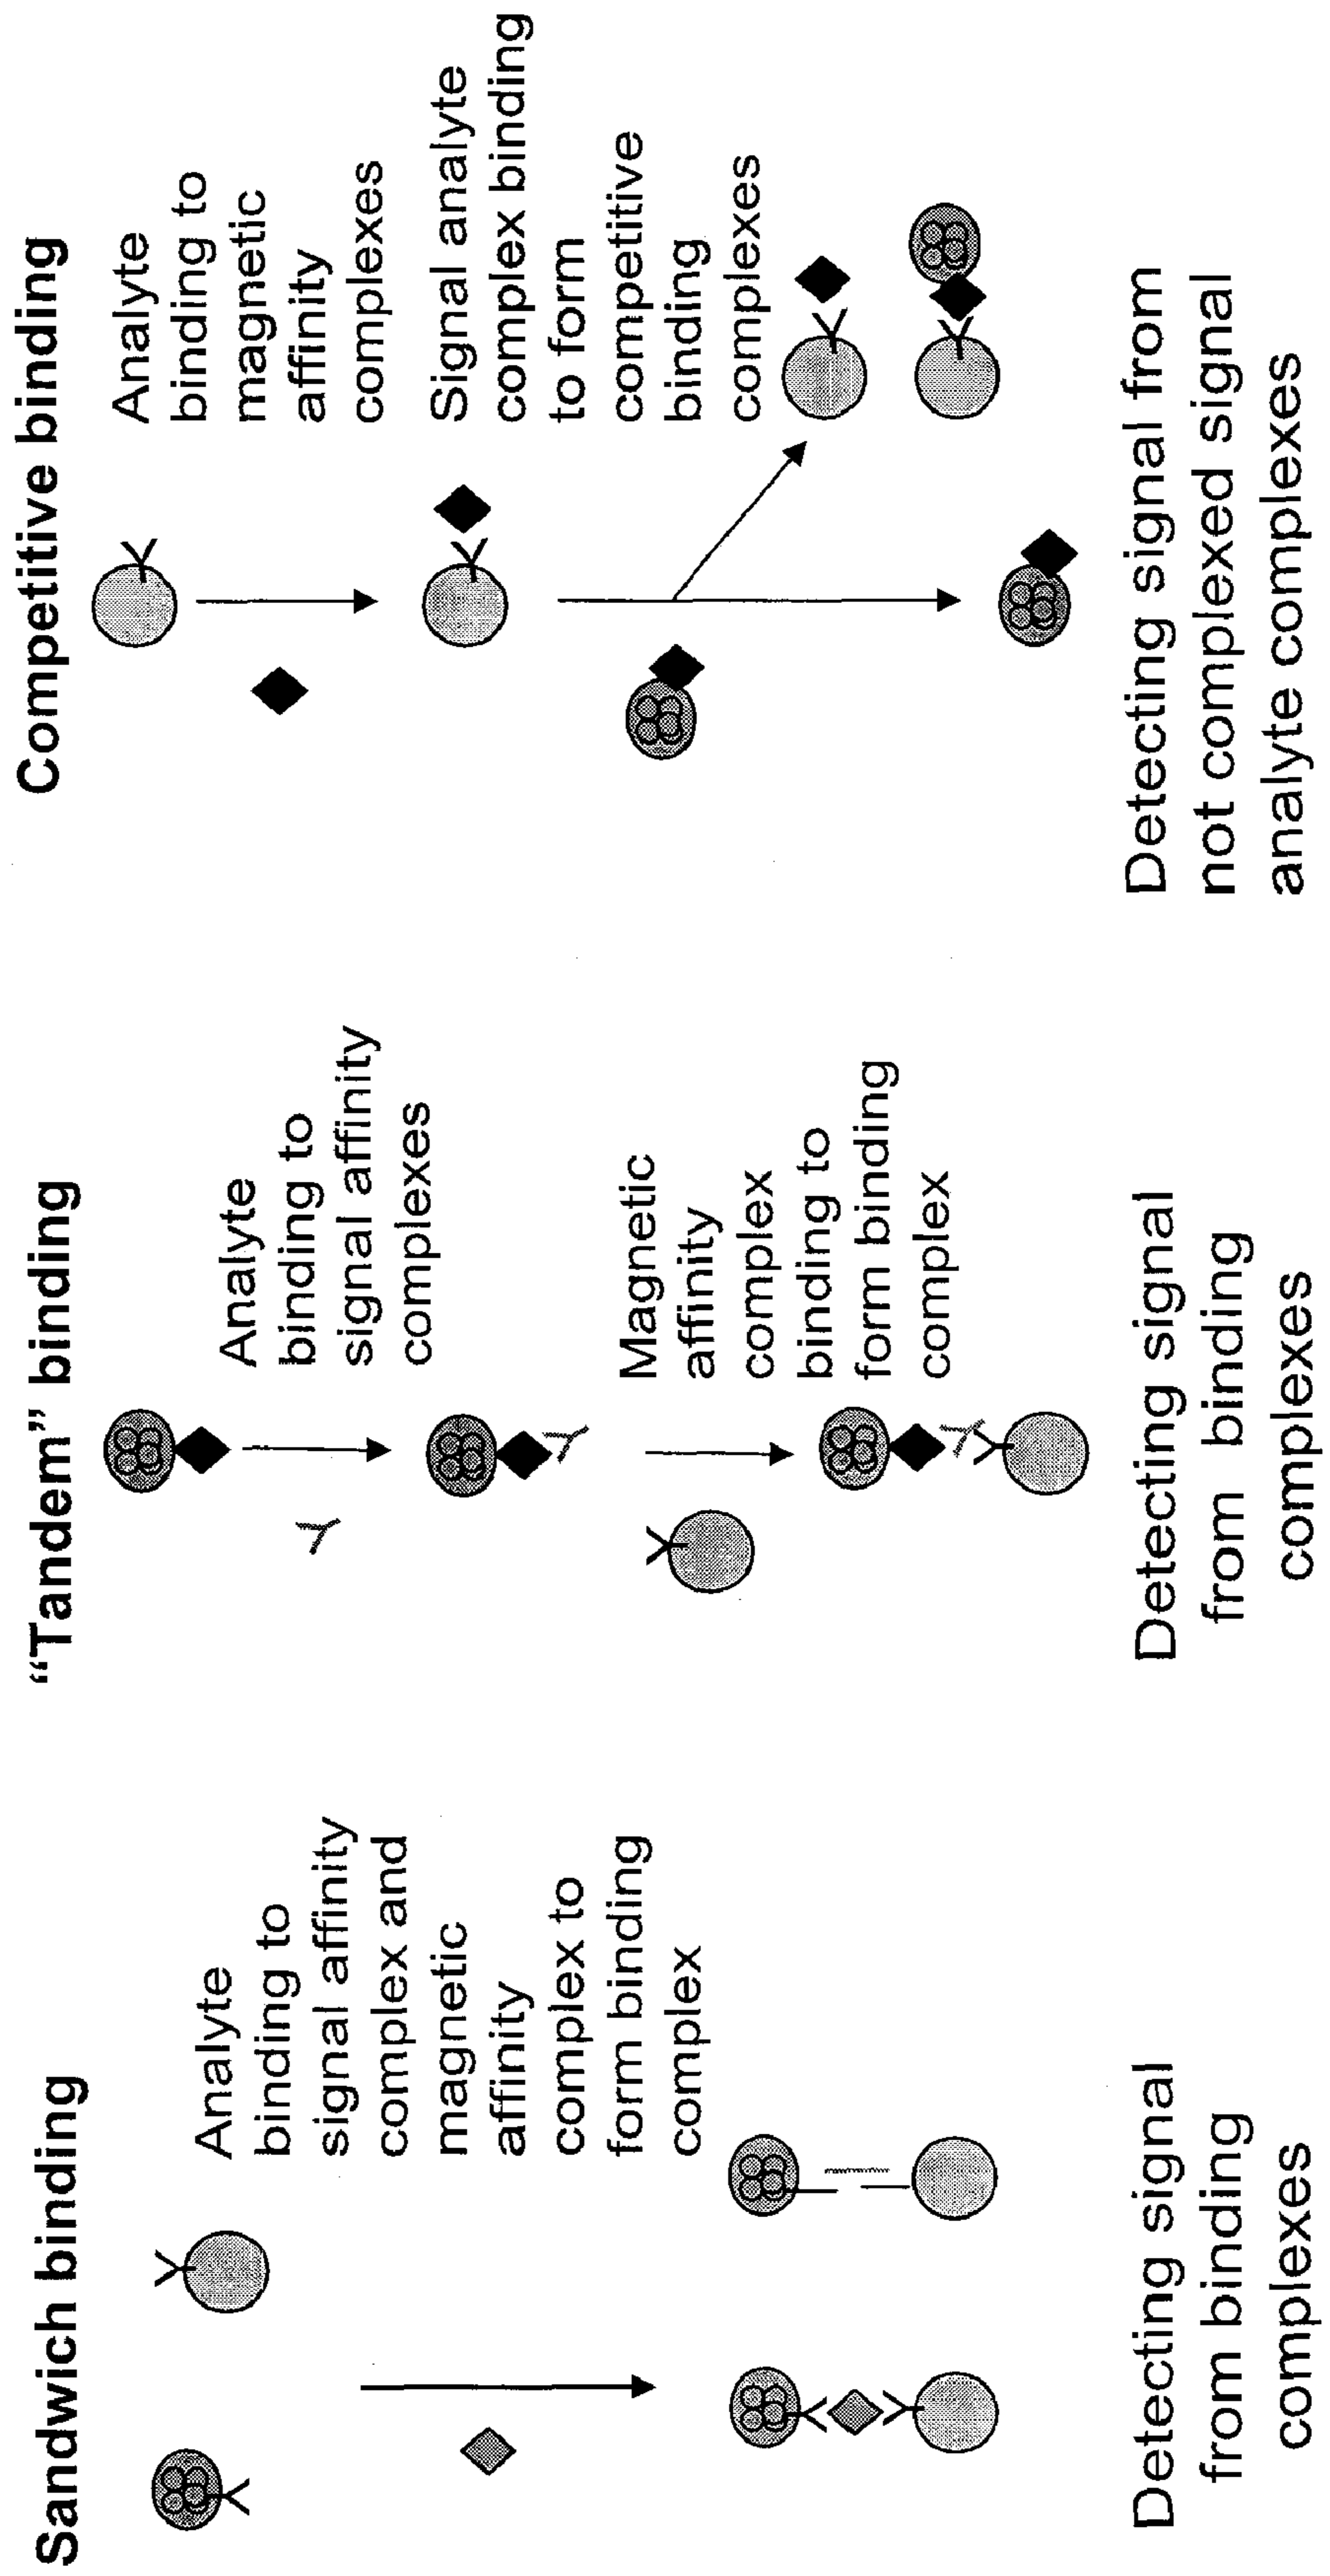 Sandwich binding
Analyte
binding to
signal affinity
complex and
magnetic
affinity
complex to
form binding
complex
Detecting signal
from binding
complexes
“Tandem” binding
Analyte
binding to
signal affinity
complexes
Magnetic
affinity
complex
binding to
form binding
complex
Detecting signal
from binding
complexes
Competitive binding
Analyte
binding to
magnetic
affinity
complexes
Signal analyte
complex binding
to form
competitive
binding
complexes
Detecting signal from
not complexed signal
analyte complexes